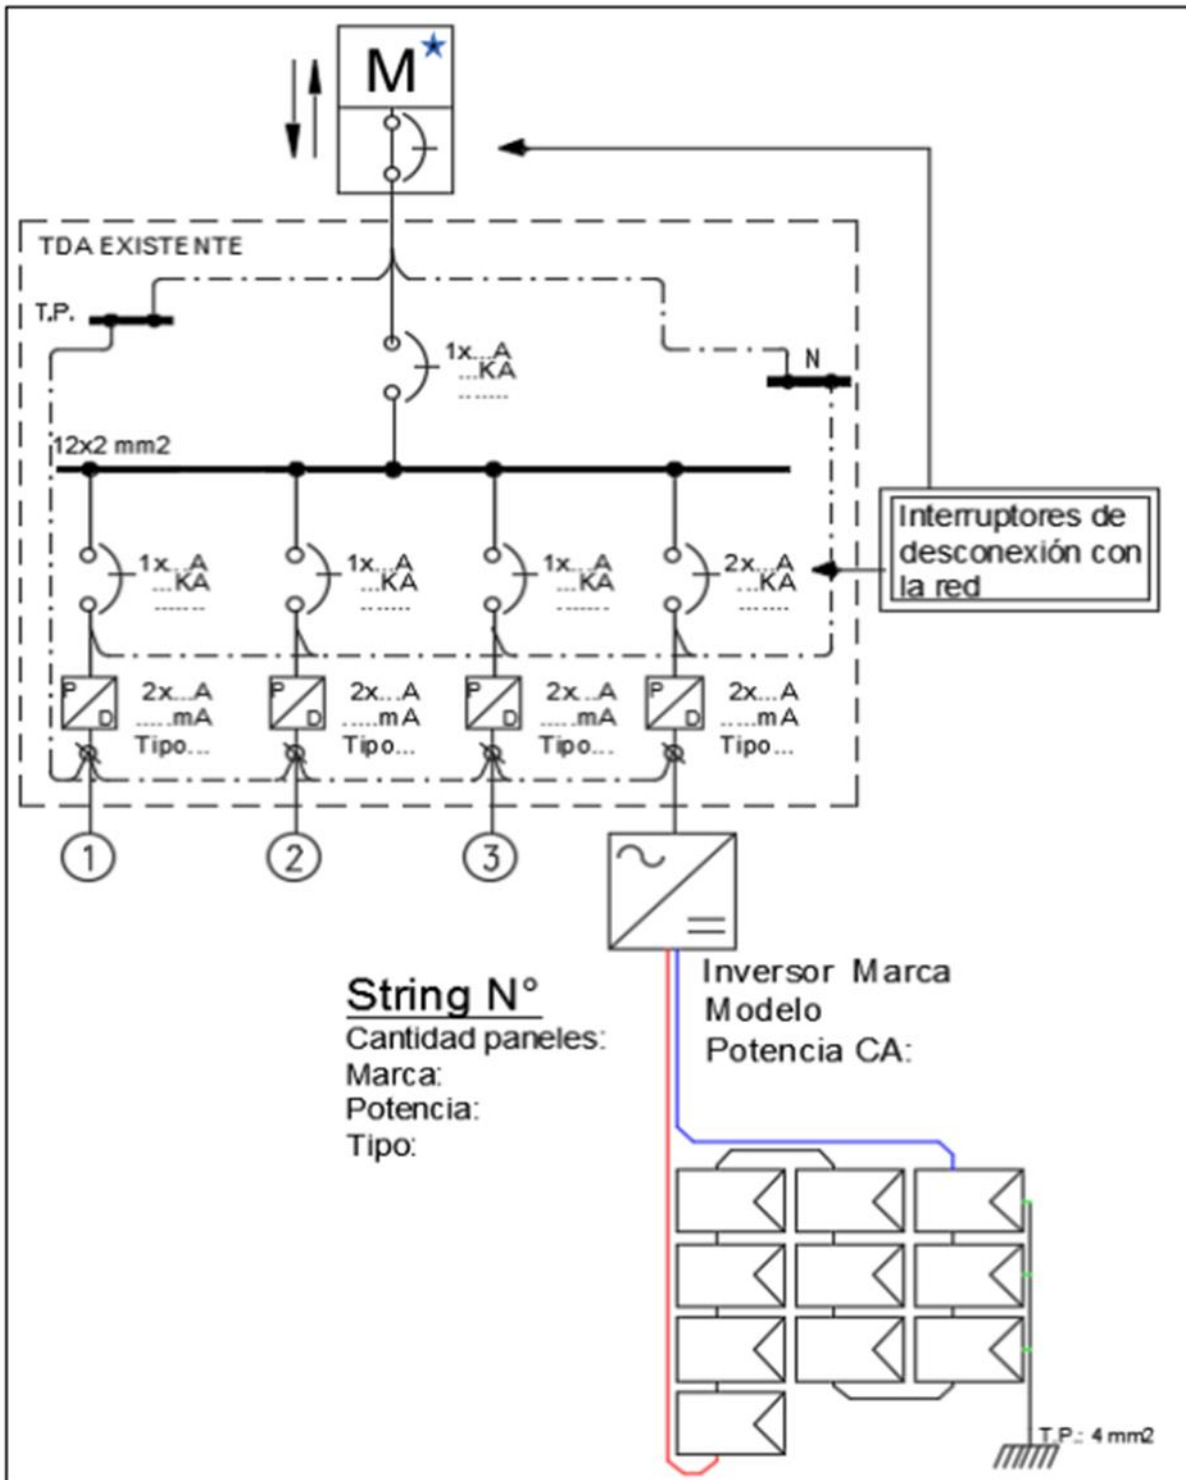 M
TDA EXISTENTE
T.P.
1x...A
...KA
.......
N
12x2 mm2
Interruptores de
desconexión con
la red
1x...A
...KA
.......
1x...A
...KA
.......
1x...A
...KA
.......
2x...A
...KA
.......
P
D
2x...A
.....mA
Tipo...
P
D
2x...A
.....mA
Tipo...
P
D
2x...A
.....mA
Tipo...
P
D
2x...A
.....mA
Tipo...
1
2
3
String N°
Cantidad paneles:
Marca:
Potencia:
Tipo:
Inversor Marca
Modelo
Potencia CA:
T.P.: 4 mm2